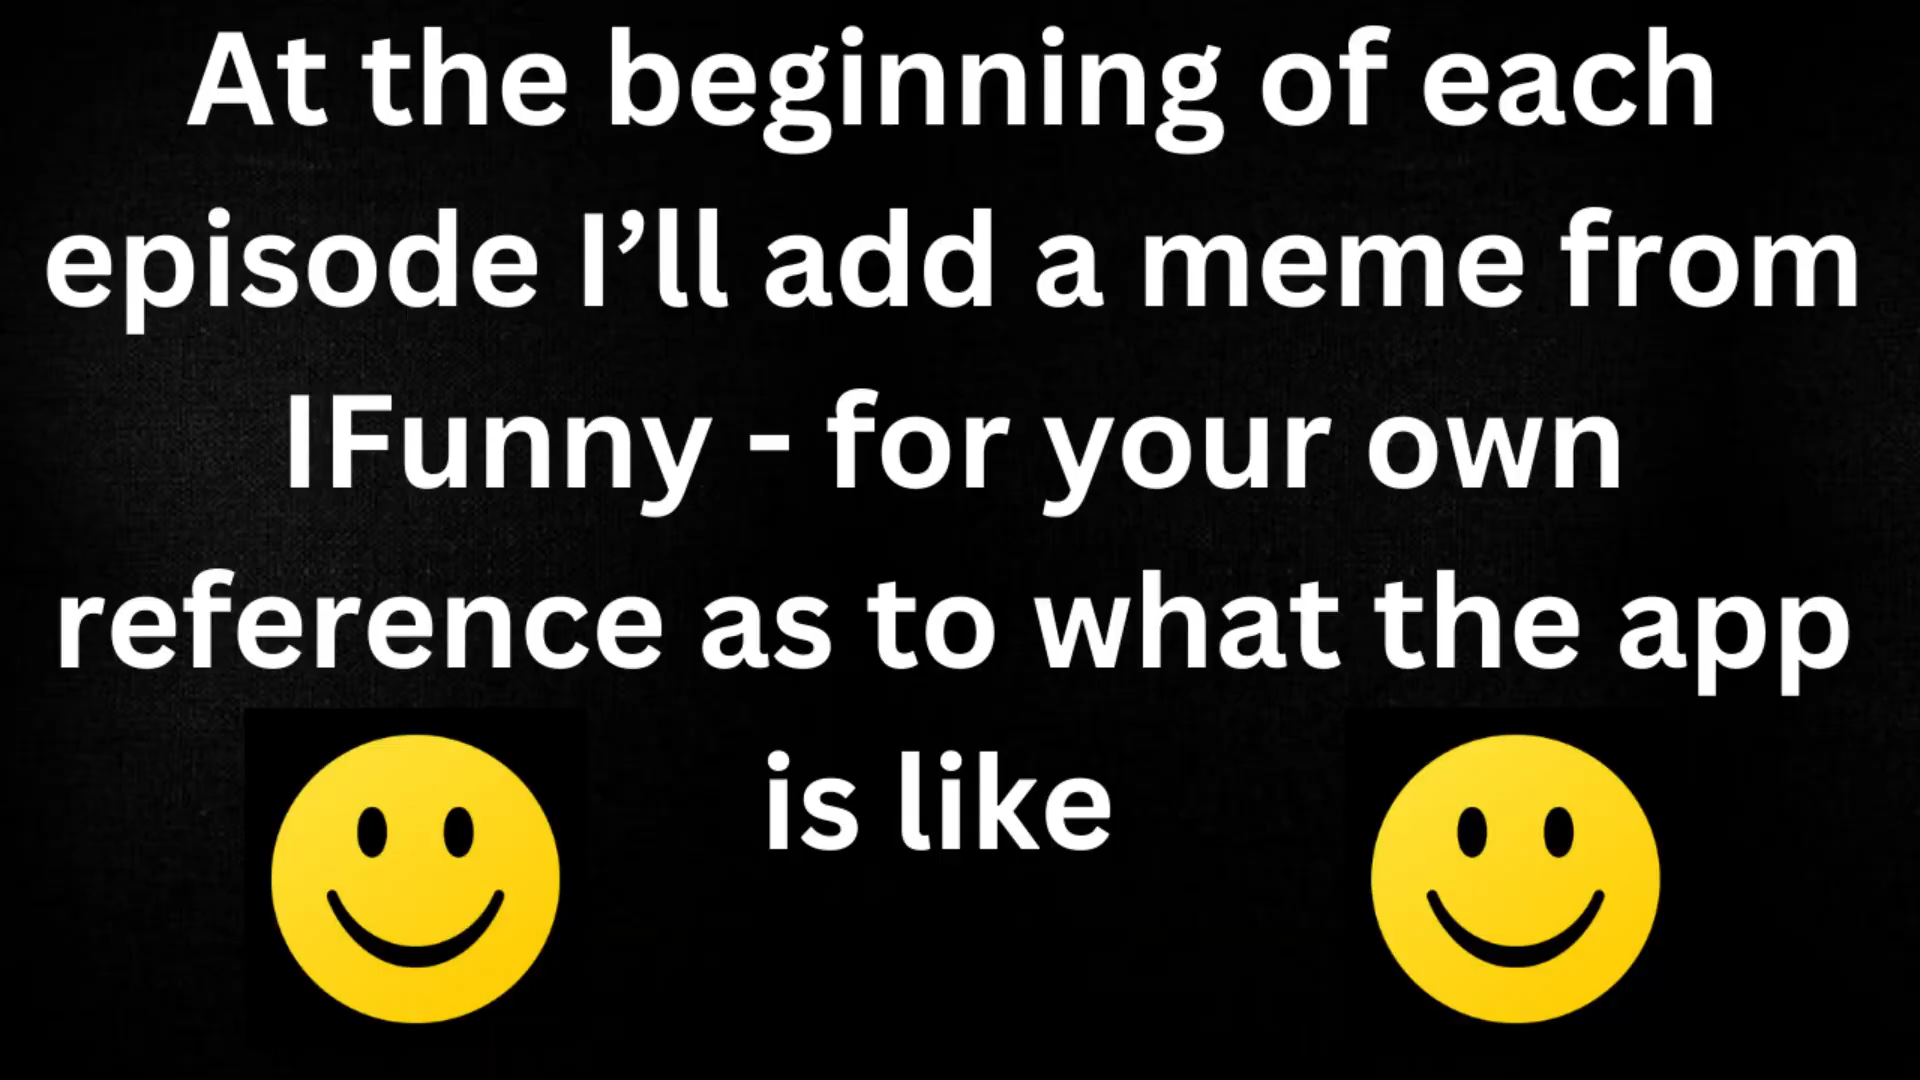 At the beginning of each
episode I’ll add a meme from
IFunny - for your own
reference as to what the app
is like